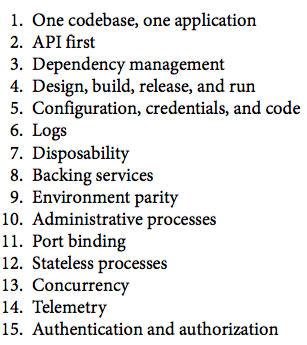 1. One codebase, one application
2. API first
3. Dependency management
4. Design, build, release, and run
5. Configuration, credentials, and code
6. Logs
7. Disposability
8. Backing services
9. Environment parity
10. Administrative processes
11. Port binding
12. Stateless processes
13. Concurrency
14. Telemetry
15. Authentication and authorization